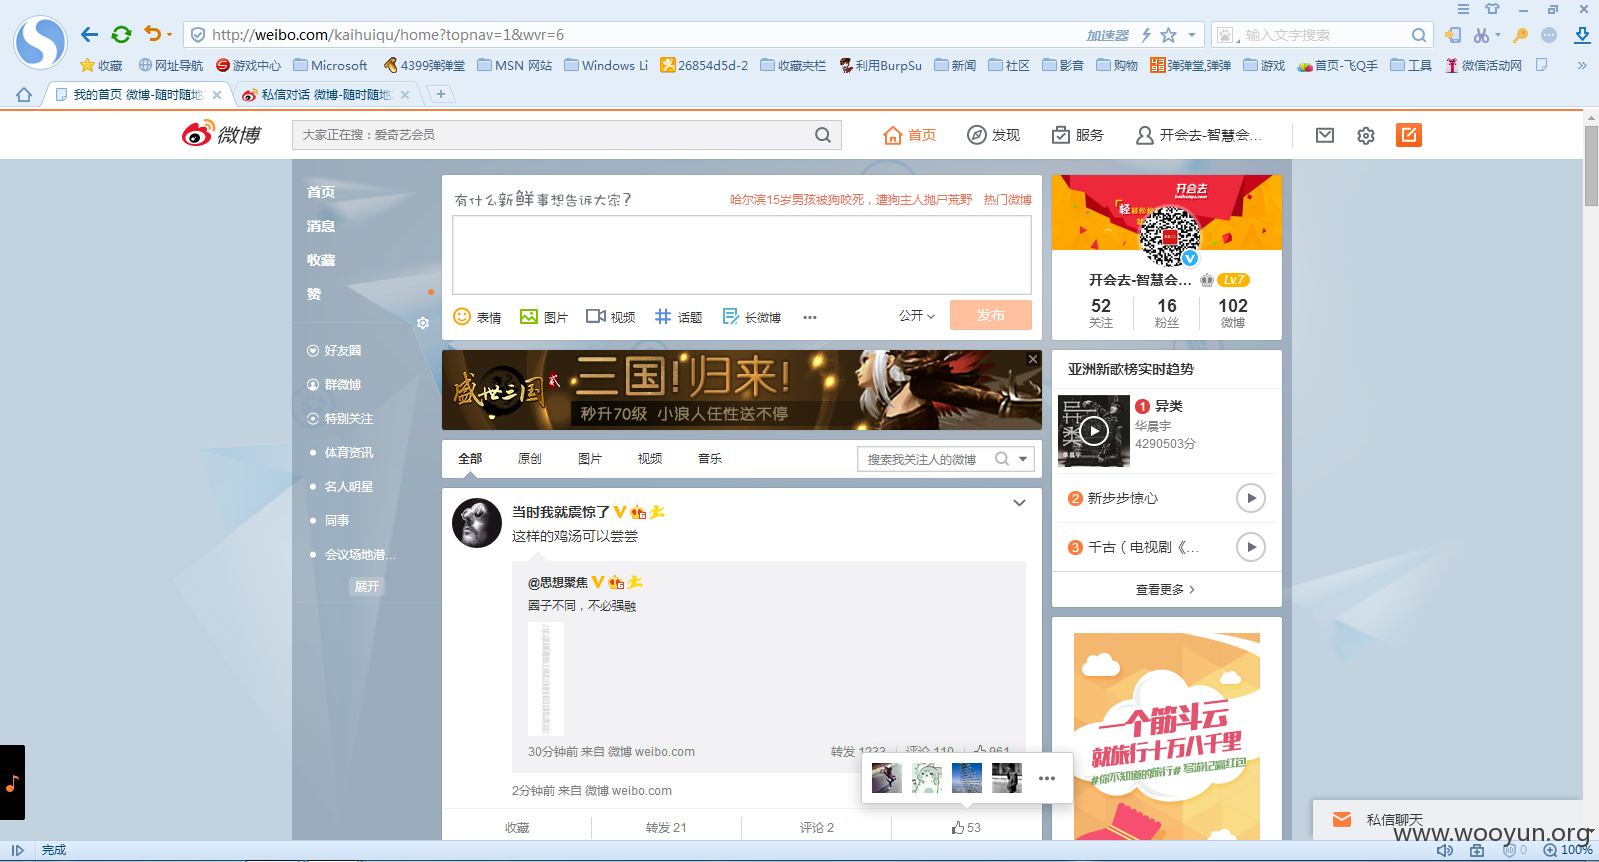 http://weibo.com/kaihuiqu/home?topnav=1&wvr=6
加速器
输入文字搜索
收藏
网址导航
游戏中心
Microsoft
4399弹弹堂
MSN 网站
Windows Li
26854d5d-2
收藏夹栏
利用BurpSu
新闻
社区
影音
购物
弹弹堂,弹弹
游戏
首页-飞Q手
工具
微信活动网
我的首页 微博-随时随地
私信对话 微博-随时随地
微博
大家正在搜：爱奇艺会员
首页
发现
服务
开会去-智慧会...
首页
消息
收藏
赞
好友圈
群微博
特别关注
体育资讯
名人明星
同事
会议场地潜...
展开
有什么新鲜事想告诉大家？
哈尔滨15岁男孩被狗咬死，遭狗主人抛尸荒野 热门微博
表情
图片
视频
话题
长微博
公开
发布
盛世三国 贰
三国！归来！
秒升70级 小浪人任性送不停
全部
原创
图片
视频
音乐
搜索我关注人的微博
当时我就震惊了
这样的鸡汤可以尝尝
@思想聚焦
圈子不同，不必强融
30分钟前 来自 微博 weibo.com
转发 1233
评论 110
961
2分钟前 来自 微博 weibo.com
收藏
转发 21
评论 2
53
开会去
开会去-智慧会...
Lv.7
52
16
102
关注
粉丝
微博
亚洲新歌榜实时趋势
1 异类
华晨宇
4290503分
2 新步步惊心
3 千古（电视剧《...
查看更多
一个筋斗云
就旅行十万八千里
#你不知道的旅行# 写游记赢红包
私信聊天
www.wooyun.org
完成
0
100%